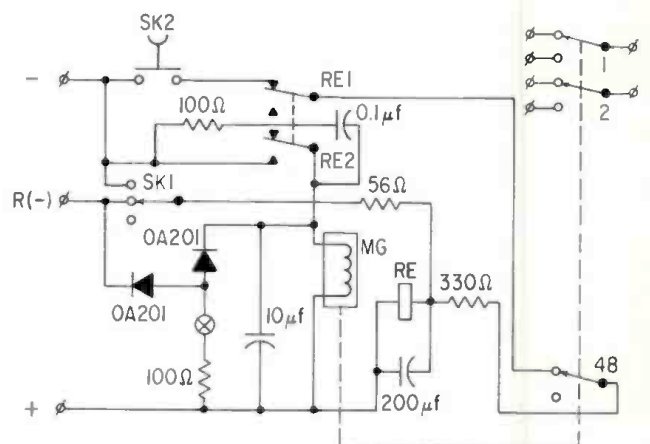 SK2
−
RE1
1
100Ω
0.1μf
2
RE2
SK1
R(−)
56Ω
OA201
MG
RE
330Ω
OA201
10μf
48
100Ω
200μf
+